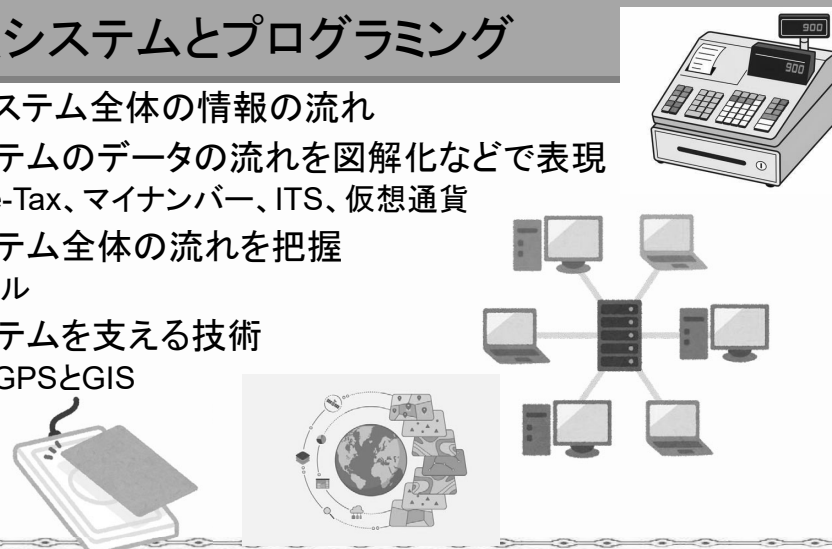 システムとプログラミング
900
900
ステム全体の情報の流れ
テムのデータの流れを図解化などで表現
e-Tax、マイナンバー、ITS、仮想通貨
テム全体の流れを把握
ル
テムを支える技術
GPSとGIS